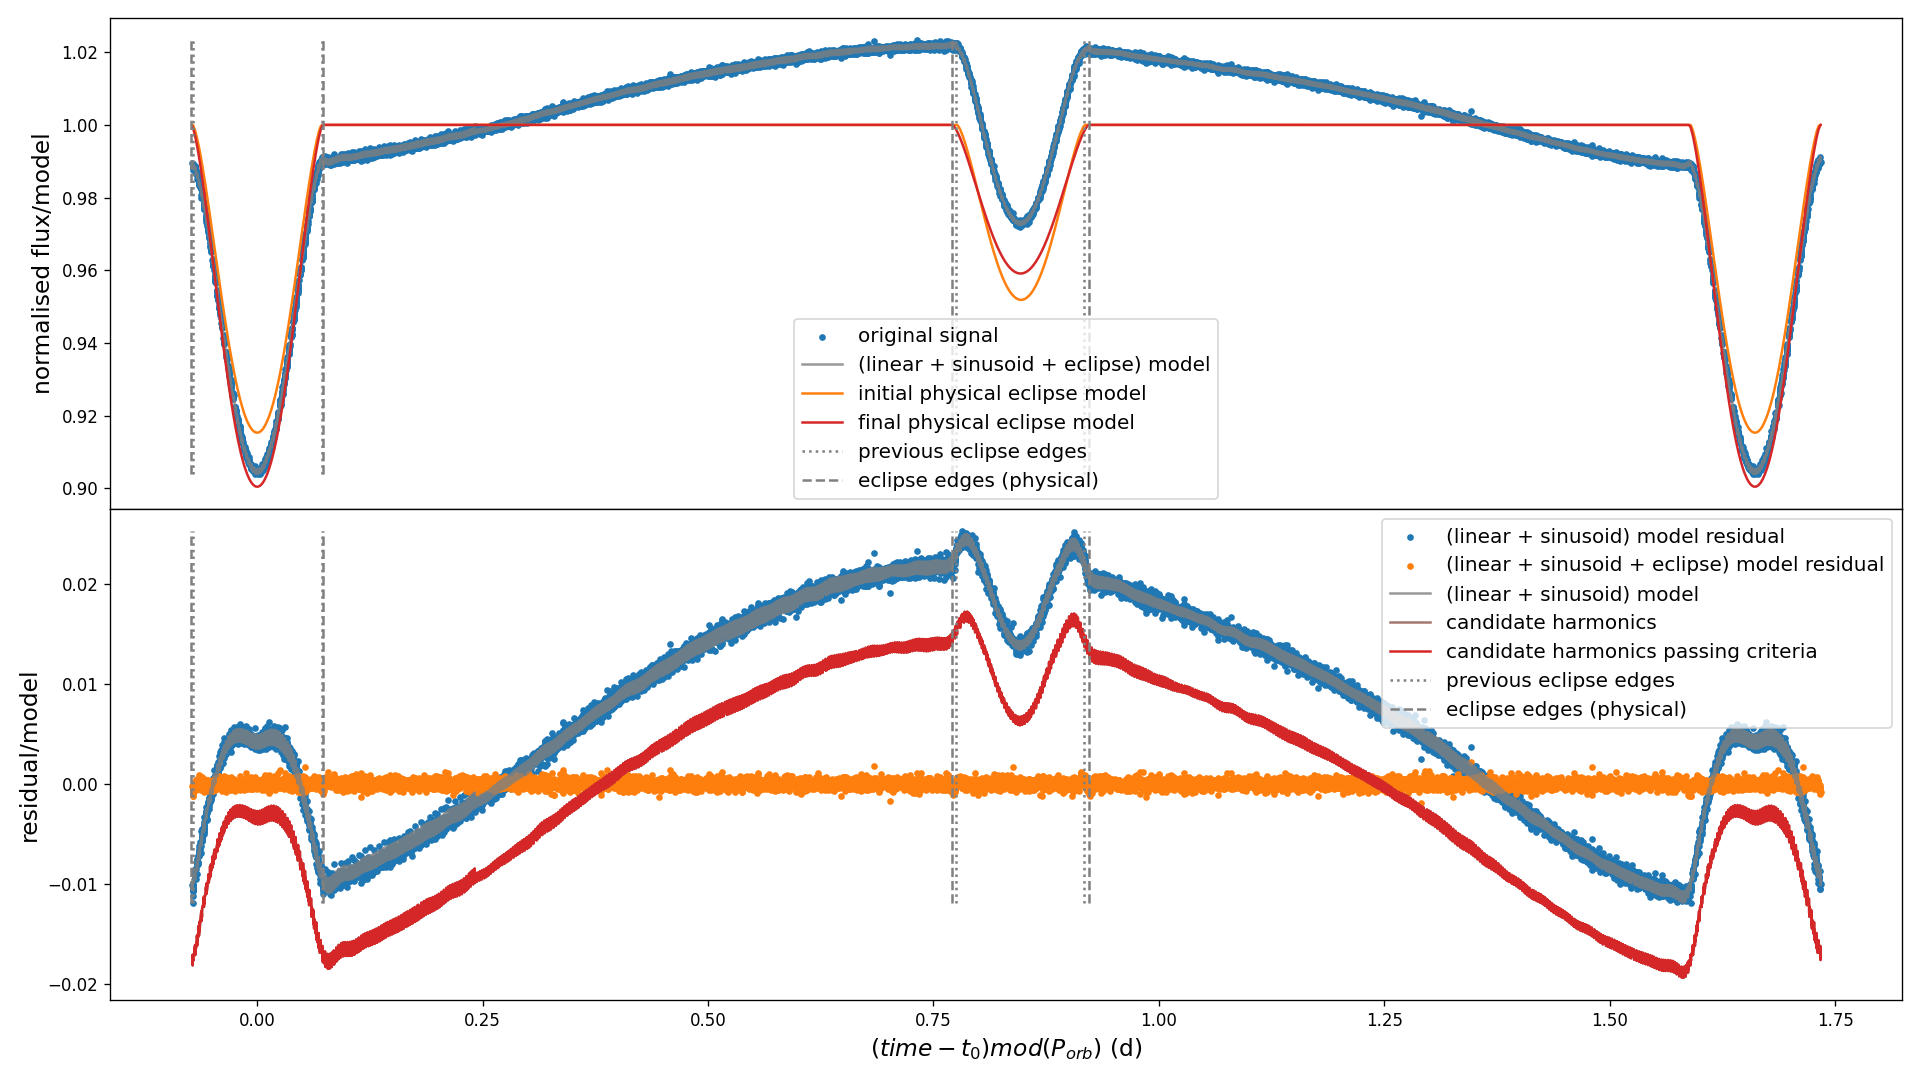 normalised flux/model
1.02
1.00
0.98
0.96
0.94
0.92
0.90
original signal
(linear + sinusoid + eclipse) model
initial physical eclipse model
final physical eclipse model
previous eclipse edges
eclipse edges (physical)
residual/model
0.02
0.01
0.00
−0.01
−0.02
(linear + sinusoid) model residual
(linear + sinusoid + eclipse) model residual
(linear + sinusoid) model
candidate harmonics
candidate harmonics passing criteria
previous eclipse edges
eclipse edges (physical)
0.00 0.25 0.50 0.75 1.00 1.25 1.50 1.75
(time − t₀)mod(Pₒᵣb) (d)